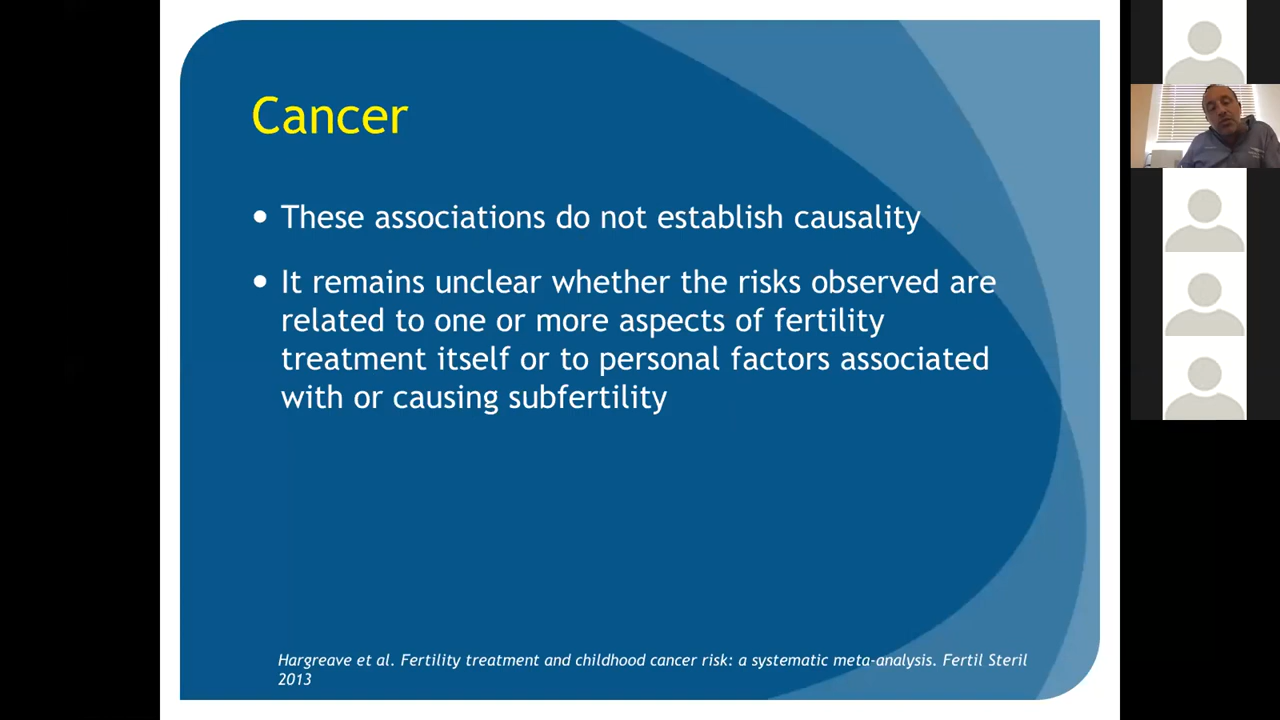 Cancer
• These associations do not establish causality
• It remains unclear whether the risks observed are
related to one or more aspects of fertility
treatment itself or to personal factors associated
with or causing subfertility
Hargreave et al. Fertility treatment and childhood cancer risk: a systematic meta-analysis. Fertil Steril
2013